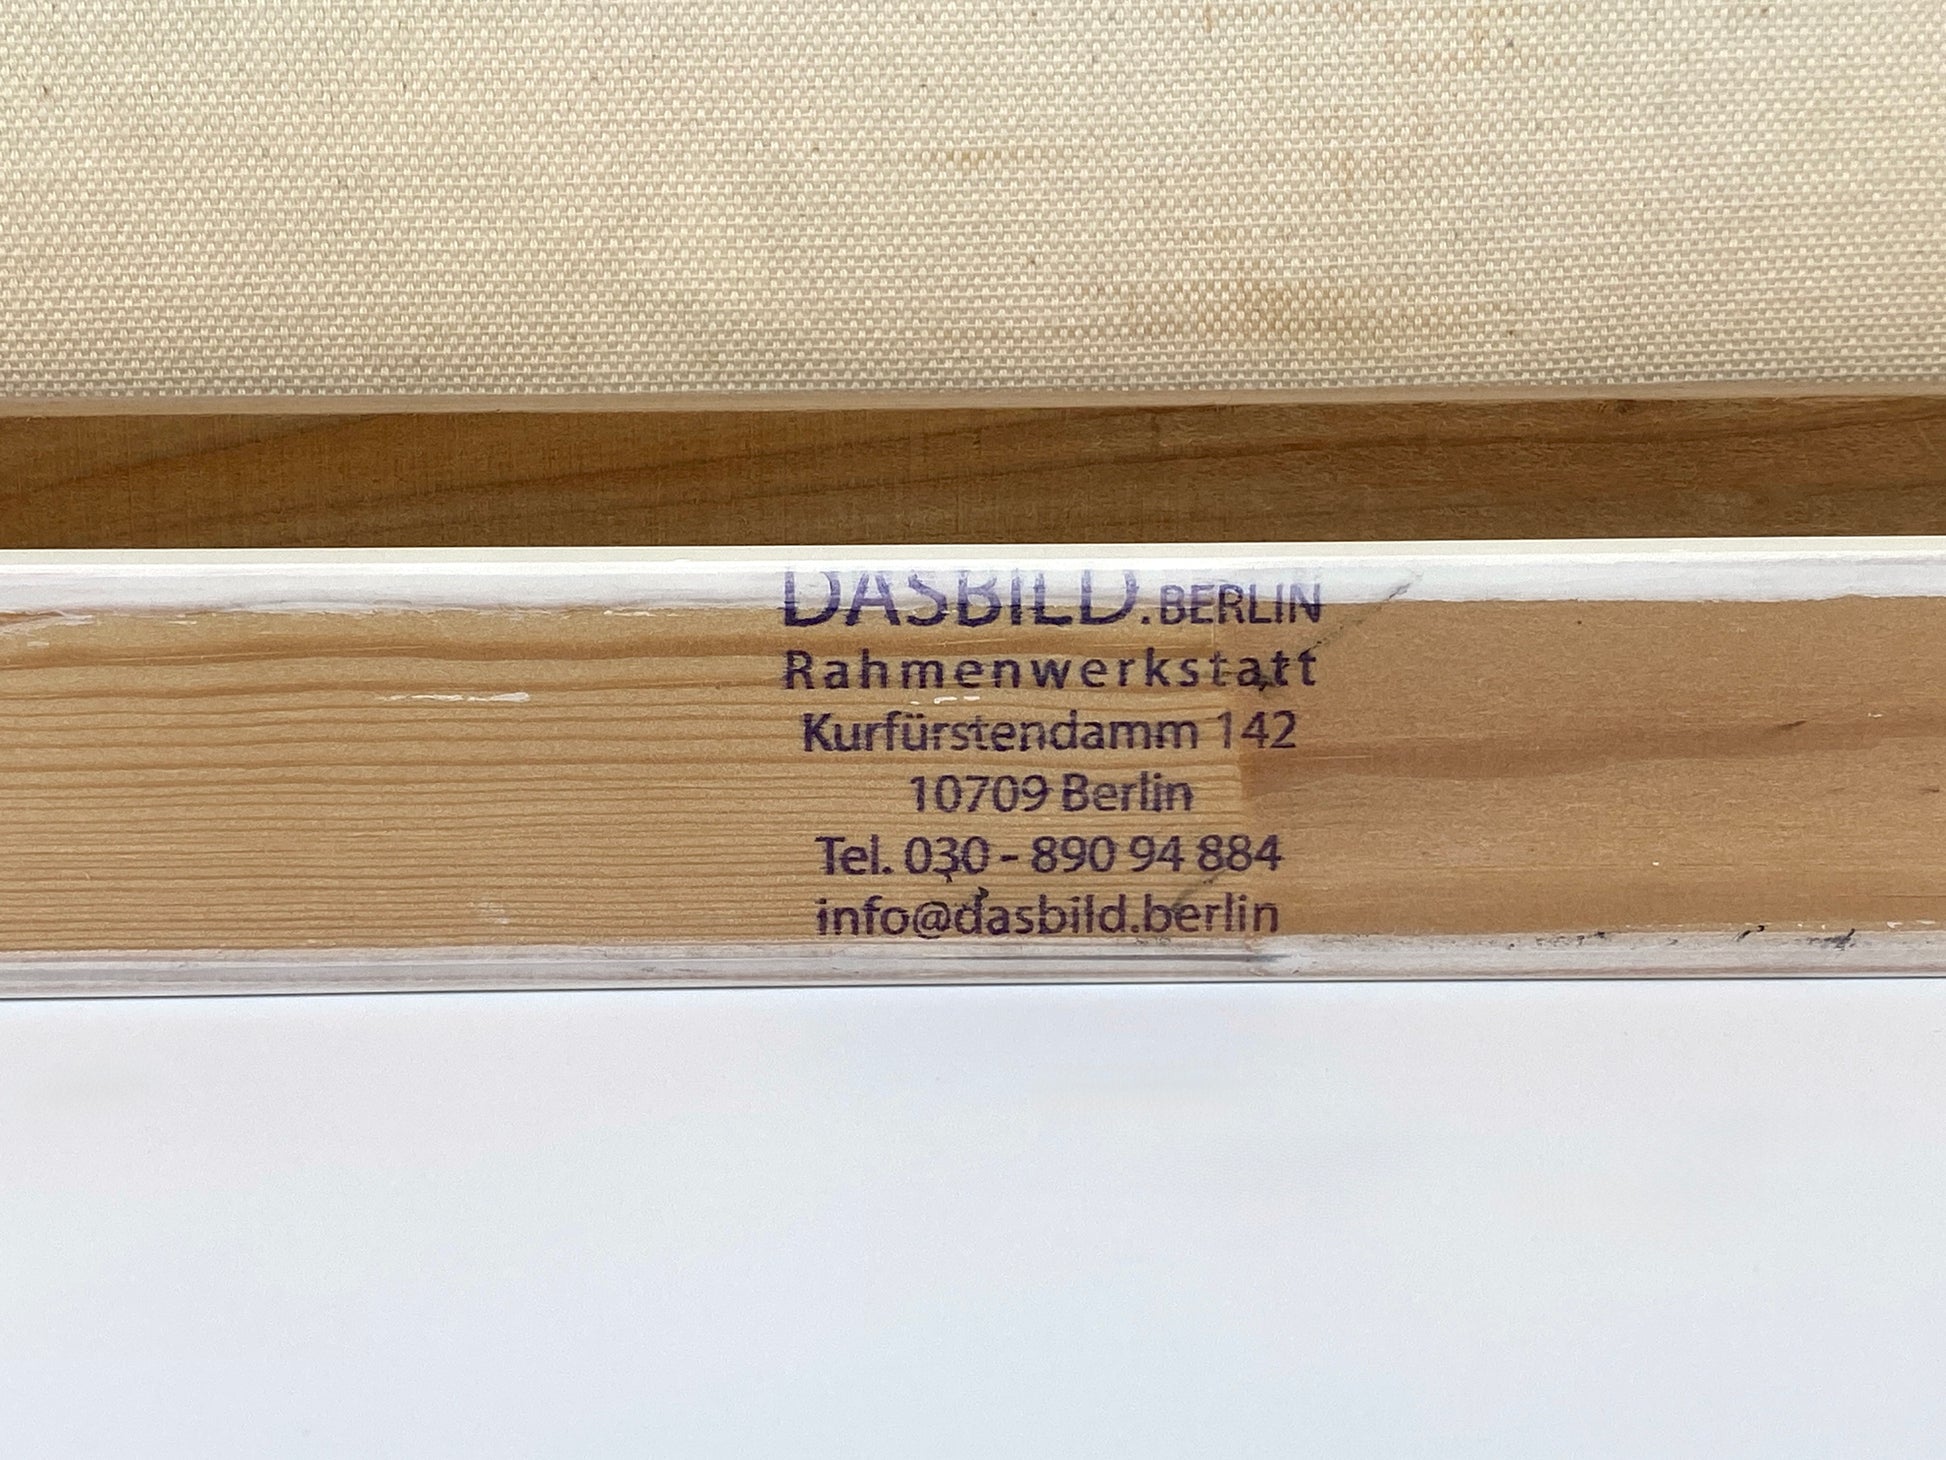 DASBILD.BERLIN
Rahmenwerkstatt
Kurfürstendamm 142
10709 Berlin
Tel. 030 - 890 94 884
info@dasbild.berlin